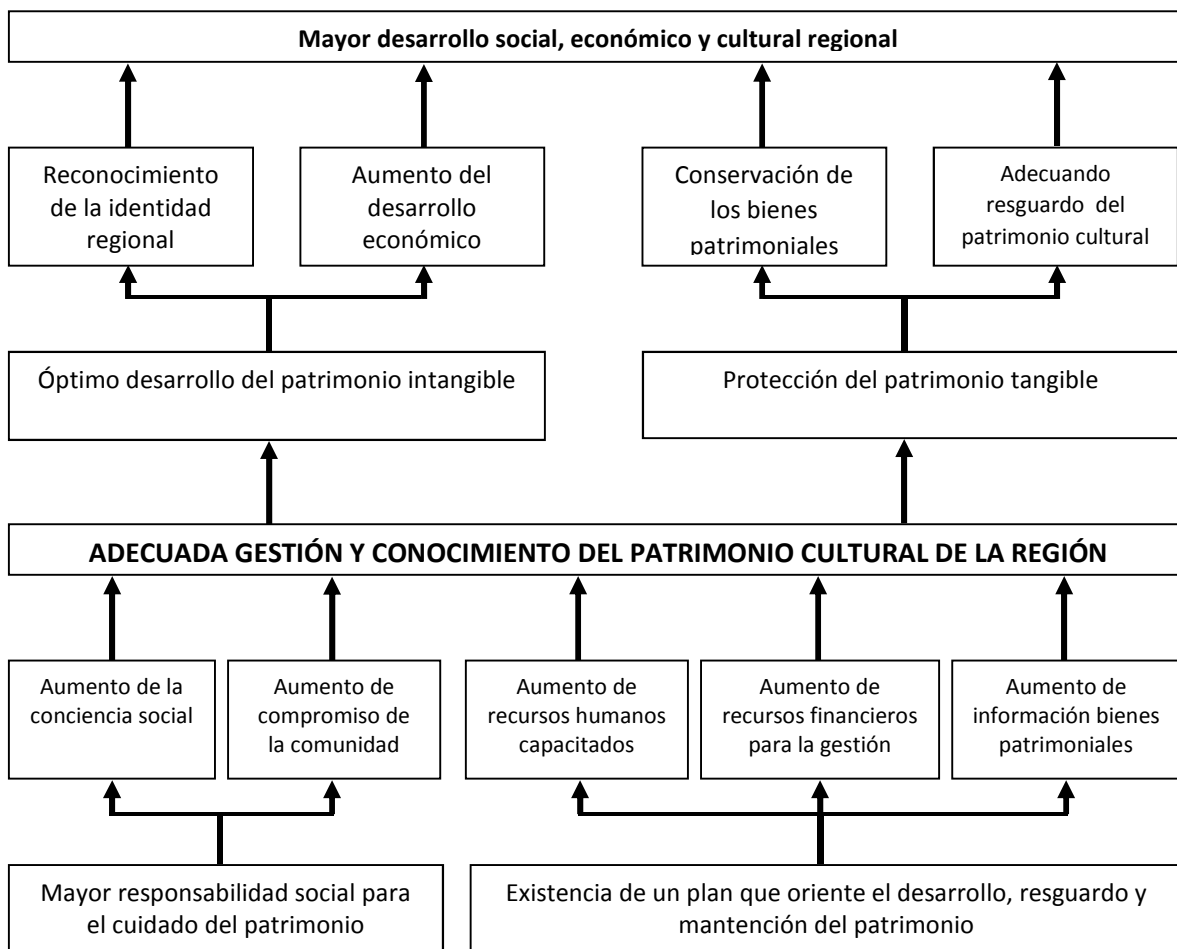 Mayor desarrollo social, económico y cultural regional
Reconocimiento
de la identidad
regional
Aumento del
desarrollo
económico
Conservación de
los bienes
patrimoniales
Adecuando
resguardo del
patrimonio cultural
Óptimo desarrollo del patrimonio intangible
Protección del patrimonio tangible
ADECUADA GESTIÓN Y CONOCIMIENTO DEL PATRIMONIO CULTURAL DE LA REGIÓN
Aumento de la
conciencia social
Aumento de
compromiso de
la comunidad
Aumento de
recursos humanos
capacitados
Aumento de
recursos financieros
para la gestión
Aumento de
información bienes
patrimoniales
Mayor responsabilidad social para
el cuidado del patrimonio
Existencia de un plan que oriente el desarrollo, resguardo y
mantención del patrimonio